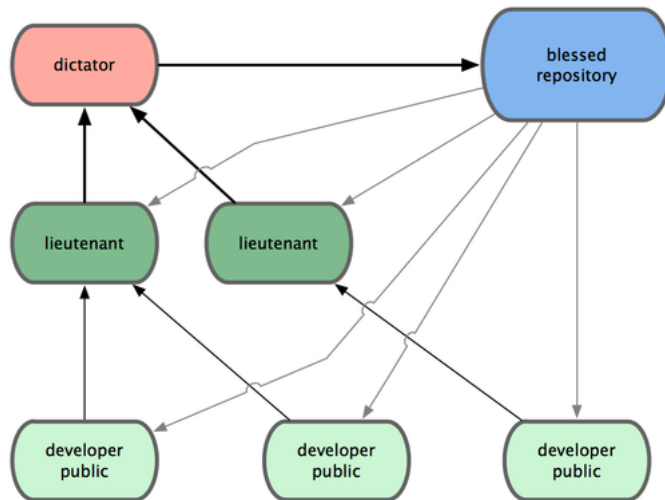 dictator
blessed
repository
lieutenant
lieutenant
developer
public
developer
public
developer
public